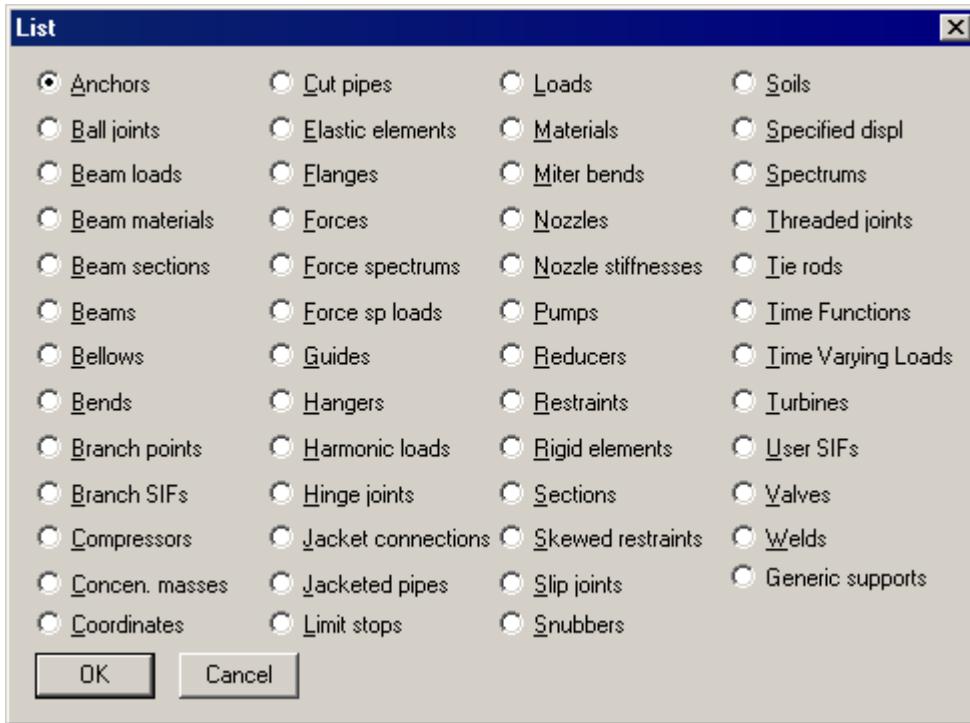 List
Anchors
Ball joints
Beam loads
Beam materials
Beam sections
Beams
Bellows
Bends
Branch points
Branch SIFs
Compressors
Concen. masses
Coordinates
Cut pipes
Elastic elements
Flanges
Forces
Force spectrums
Force sp loads
Guides
Hangers
Harmonic loads
Hinge joints
Jacket connections
Jacketed pipes
Limit stops
Loads
Materials
Miter bends
Nozzles
Nozzle stiffnesses
Pumps
Reducers
Restraints
Rigid elements
Sections
Skewed restraints
Slip joints
Snubbers
Soils
Specified displ
Spectrums
Threaded joints
Tie rods
Time Functions
Time Varying Loads
Turbines
User SIFs
Valves
Welds
Generic supports
OK
Cancel